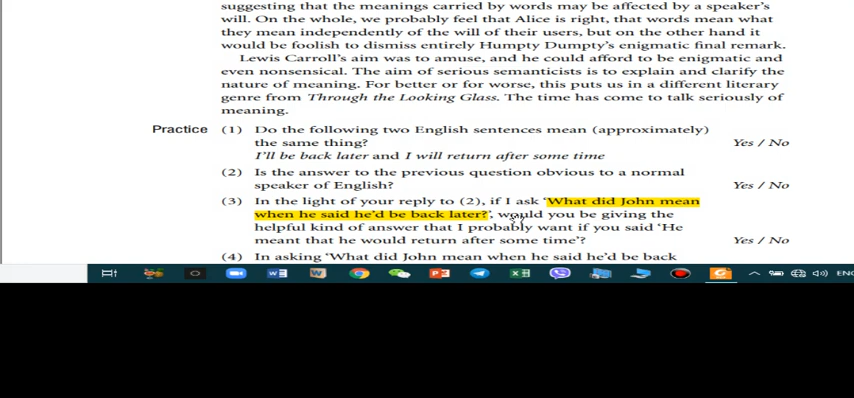 suggesting that the meanings carried by words may be affected by a speaker's
will. On the whole, we probably feel that Alice is right, that words mean what
they mean independently of the will of their users, but on the other hand it
would be foolish to dismiss entirely Humpty Dumpty's enigmatic final remark.
Lewis Carroll's aim was to amuse, and he could afford to be enigmatic and
even nonsensical. The aim of serious semanticists is to explain and clarify the
nature of meaning. For better or for worse, this puts us in a different literary
genre from Through the Looking Glass. The time has come to talk seriously of
meaning.
Practice (1) Do the following two English sentences mean (approximately)
the same thing? Yes / No
I'll be back later and I will return after some time
(2) Is the answer to the previous question obvious to a normal
speaker of English? Yes / No
(3) In the light of your reply to (2), if I ask 'What did John mean
when he said he'd be back later?', would you be giving the
helpful kind of answer that I probably want if you said 'He
meant that he would return after some time'? Yes / No
(4) In asking 'What did John mean when he said he'd be back
ENG